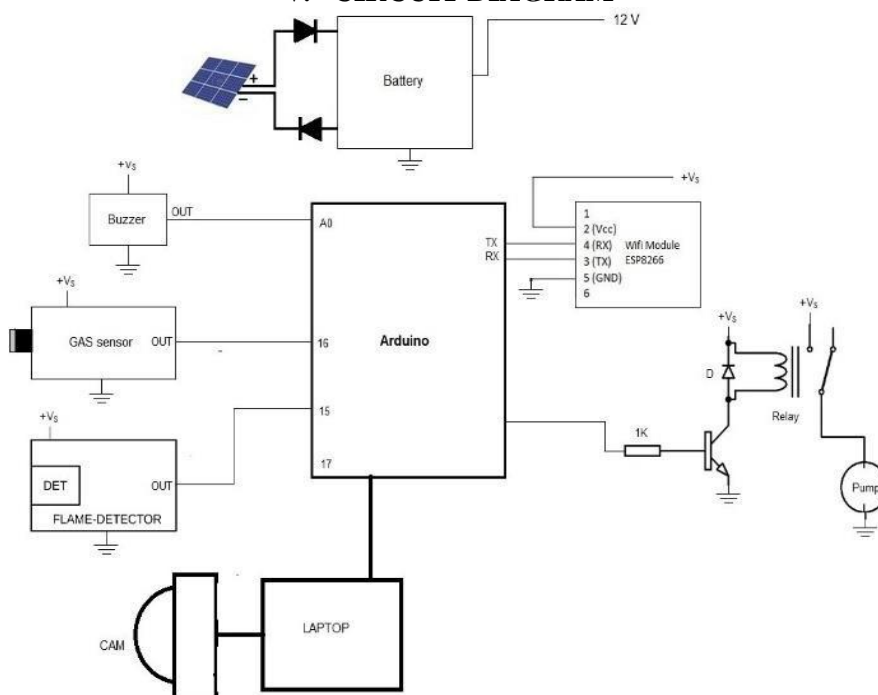 V. CIRCUIT DIAGRAM
12 V
+
−
Battery
+Vs
Buzzer
OUT
A0
+Vs
GAS sensor
OUT
16
+Vs
DET
OUT
FLAME-DETECTOR
15
17
Arduino
TX
RX
+Vs
1
2 (Vcc)
4 (RX) Wifi Module
3 (TX) ESP8266
5 (GND)
6
+Vs
+Vs
D
Relay
1K
Pump
CAM
LAPTOP